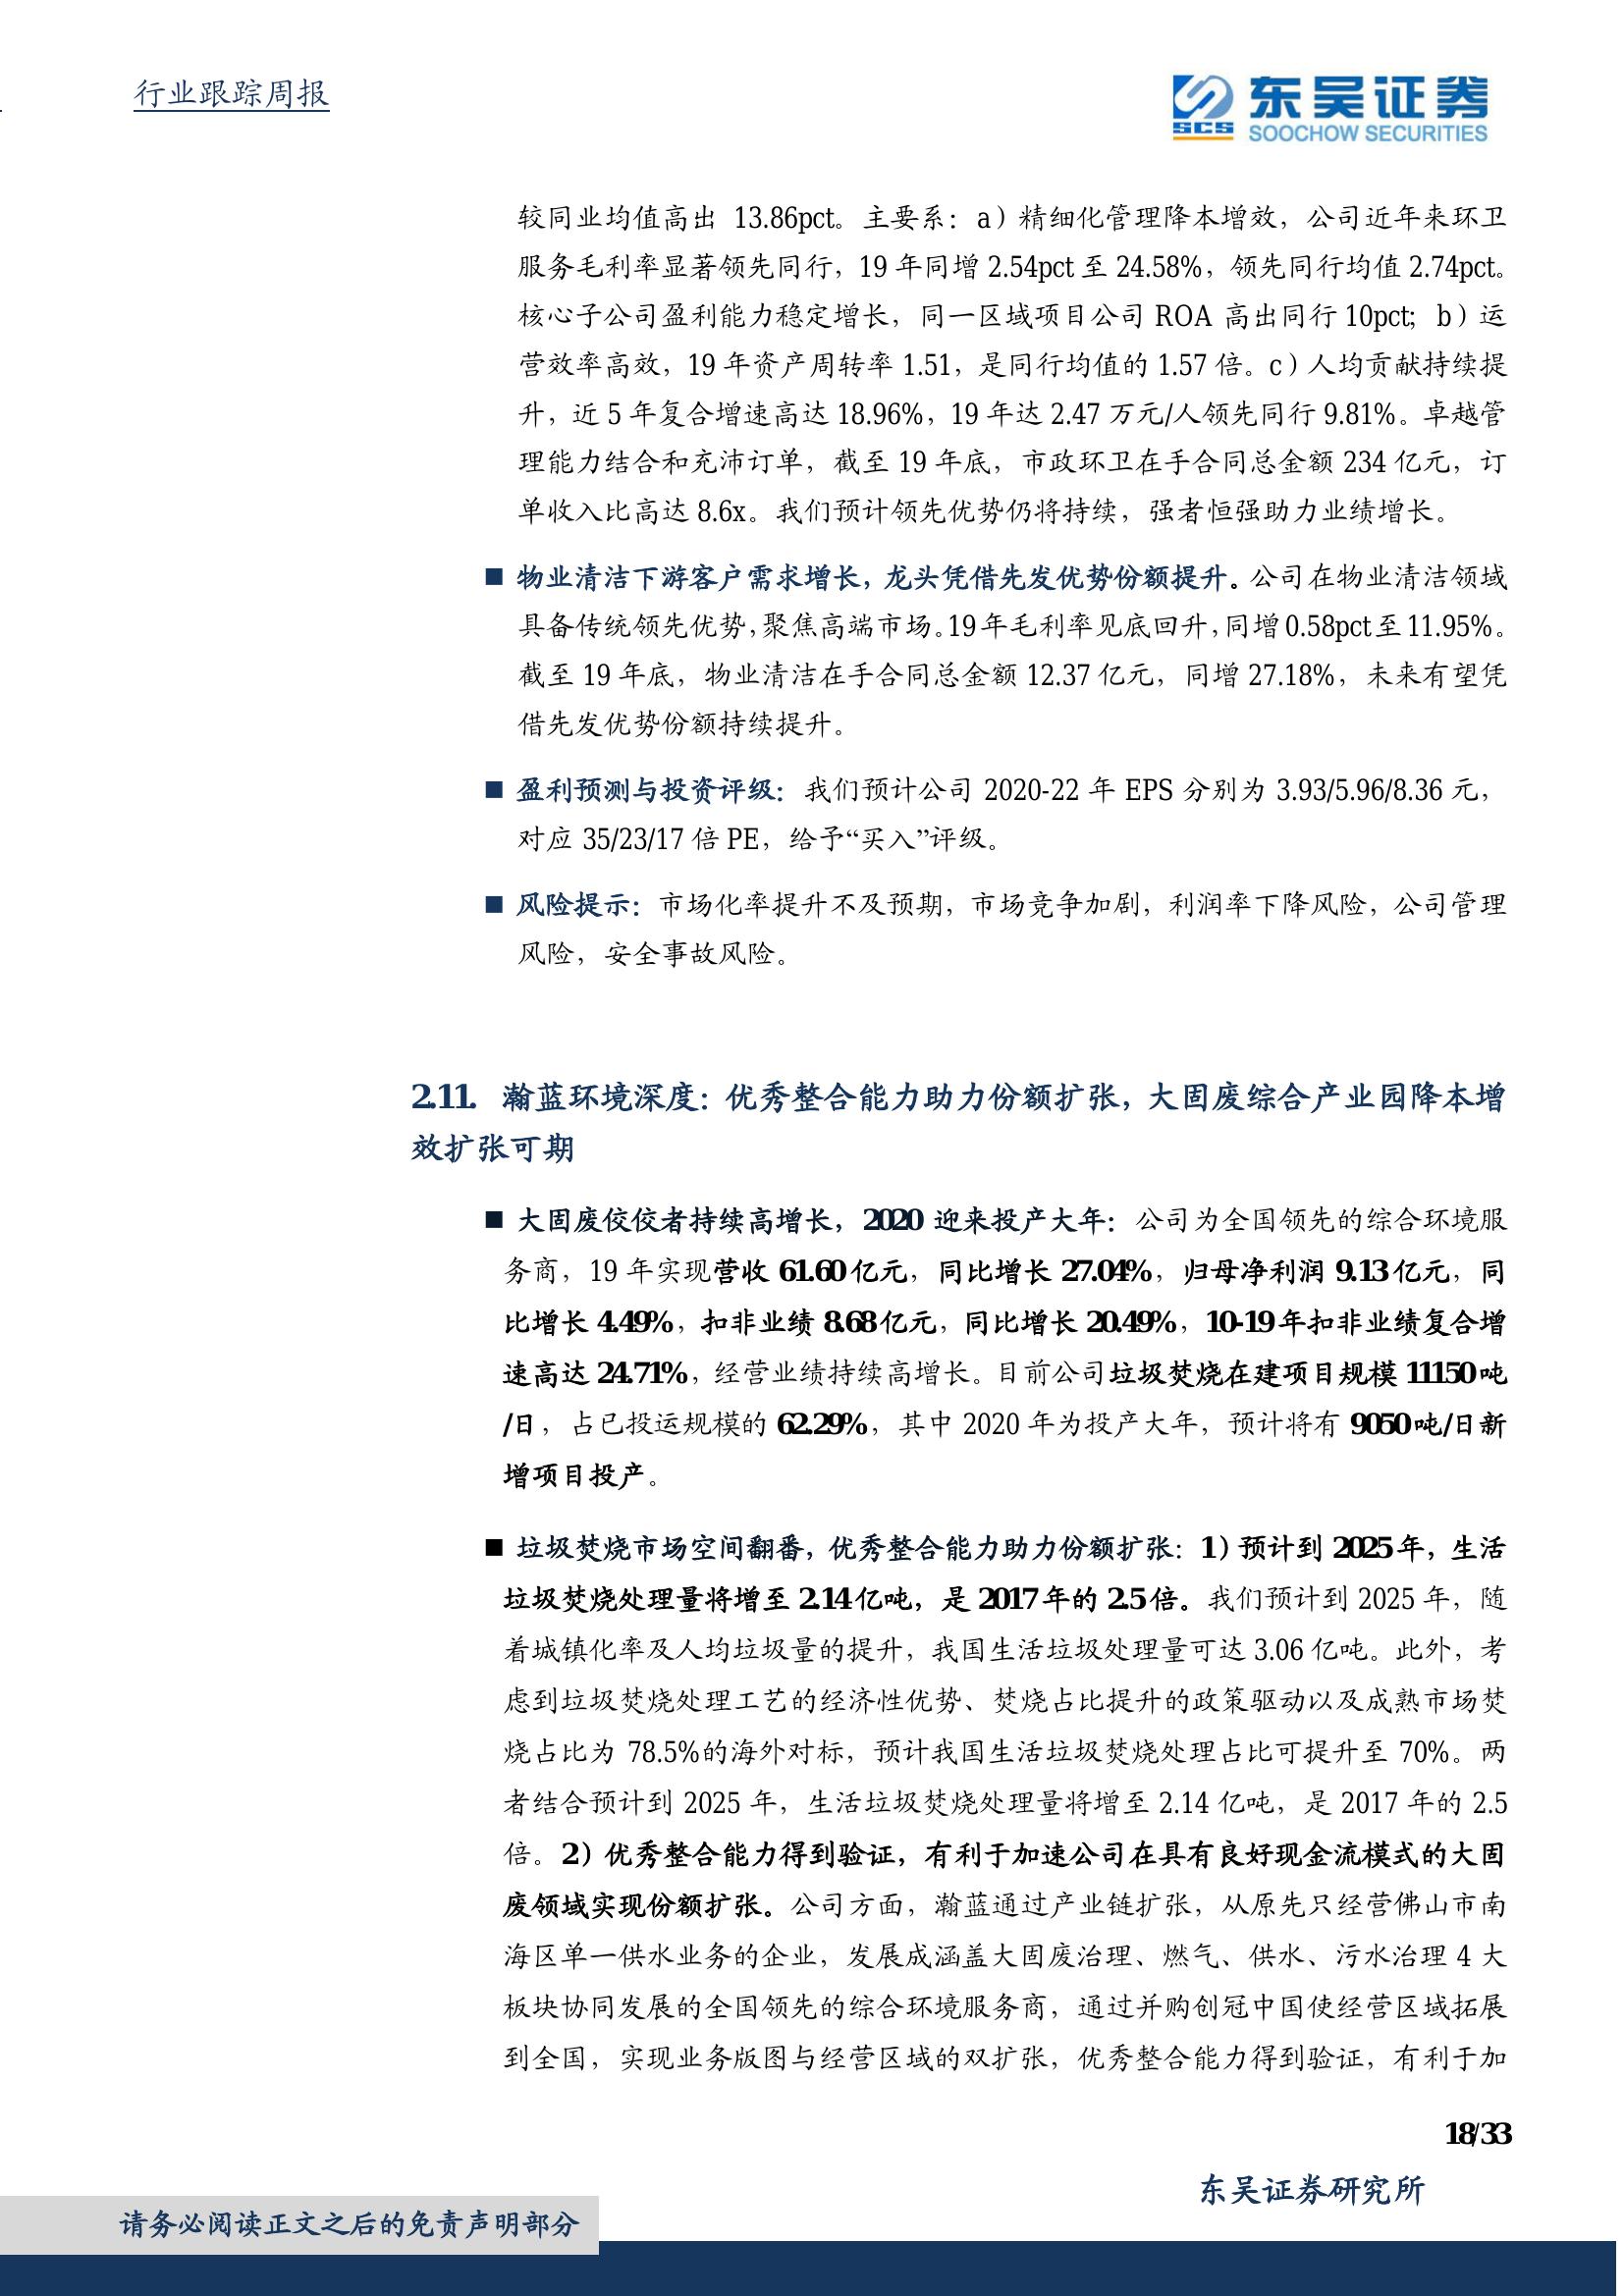 行业跟踪周报
SCS
东吴证券
SOOCHOW SECURITIES
较同业均值高出 13.86pct。主要系：a）精细化管理降本增效，公司近年来环卫
服务毛利率显著领先同行，19 年同增 2.54pct 至 24.58%，领先同行均值 2.74pct。
核心子公司盈利能力稳定增长，同一区域项目公司 ROA 高出同行 10pct；b）运
营效率高效，19 年资产周转率 1.51，是同行均值的 1.57 倍。c）人均贡献持续提
升，近 5 年复合增速高达 18.96%，19 年达 2.47 万元/人领先同行 9.81%。卓越管
理能力结合和充沛订单，截至 19 年底，市政环卫在手合同总金额 234 亿元，订
单收入比高达 8.6x。我们预计领先优势仍将持续，强者恒强助力业绩增长。
■ 物业清洁下游客户需求增长，龙头凭借先发优势份额提升。公司在物业清洁领域
具备传统领先优势，聚焦高端市场。19 年毛利率见底回升，同增 0.58pct 至 11.95%。
截至 19 年底，物业清洁在手合同总金额 12.37 亿元，同增 27.18%，未来有望凭
借先发优势份额持续提升。
■ 盈利预测与投资评级：我们预计公司 2020-22 年 EPS 分别为 3.93/5.96/8.36 元，
对应 35/23/17 倍 PE，给予“买入”评级。
■ 风险提示：市场化率提升不及预期，市场竞争加剧，利润率下降风险，公司管理
风险，安全事故风险。
2.11. 瀚蓝环境深度：优秀整合能力助力份额扩张，大固废综合产业园降本增
效扩张可期
■ 大固废佼佼者持续高增长，2020 迎来投产大年：公司为全国领先的综合环境服
务商，19 年实现营收 61.60 亿元，同比增长 27.04%，归母净利润 9.13 亿元，同
比增长 4.49%，扣非业绩 8.68 亿元，同比增长 20.49%，10-19 年扣非业绩复合增
速高达 24.71%，经营业绩持续高增长。目前公司垃圾焚烧在建项目规模 11150 吨
/日，占已投运规模的 62.29%，其中 2020 年为投产大年，预计将有 9050 吨/日新
增项目投产。
■ 垃圾焚烧市场空间翻番，优秀整合能力助力份额扩张：1）预计到 2025 年，生活
垃圾焚烧处理量将增至 2.14 亿吨，是 2017 年的 2.5 倍。我们预计到 2025 年，随
着城镇化率及人均垃圾量的提升，我国生活垃圾处理量可达 3.06 亿吨。此外，考
虑到垃圾焚烧处理工艺的经济性优势、焚烧占比提升的政策驱动以及成熟市场焚
烧占比为 78.5%的海外对标，预计我国生活垃圾焚烧处理占比可提升至 70%。两
者结合预计到 2025 年，生活垃圾焚烧处理量将增至 2.14 亿吨，是 2017 年的 2.5
倍。2）优秀整合能力得到验证，有利于加速公司在具有良好现金流模式的大固
废领域实现份额扩张。公司方面，瀚蓝通过产业链扩张，从原先只经营佛山市南
海区单一供水业务的企业，发展成涵盖大固废治理、燃气、供水、污水治理 4 大
板块协同发展的全国领先的综合环境服务商，通过并购创冠中国使经营区域拓展
到全国，实现业务版图与经营区域的双扩张，优秀整合能力得到验证，有利于加
18/33
东吴证券研究所
请务必阅读正文之后的免责声明部分